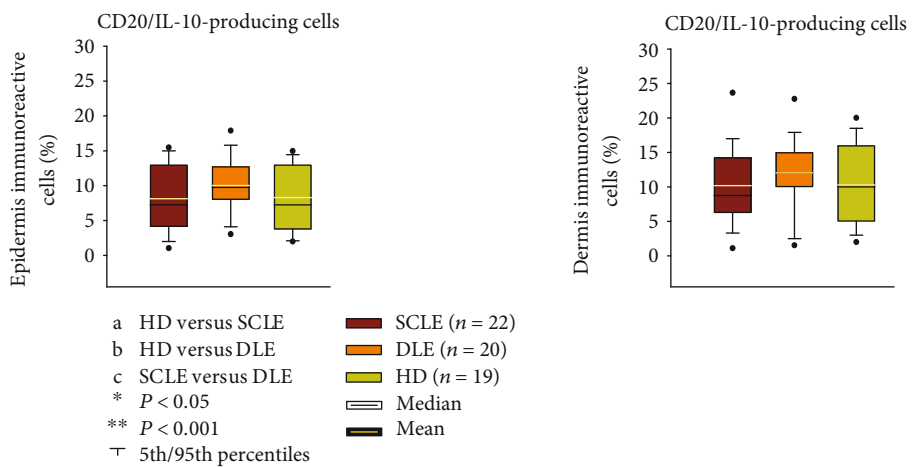 CD20/IL-10-producing cells
30
25
20
15
10
5
0
Epidermis immunoreactive
cells (%)
CD20/IL-10-producing cells
30
25
20
15
10
5
0
Dermis immunoreactive
cells (%)
a HD versus SCLE
b HD versus DLE
c SCLE versus DLE
* P < 0.05
** P < 0.001
5th/95th percentiles
SCLE (n = 22)
DLE (n = 20)
HD (n = 19)
Median
Mean